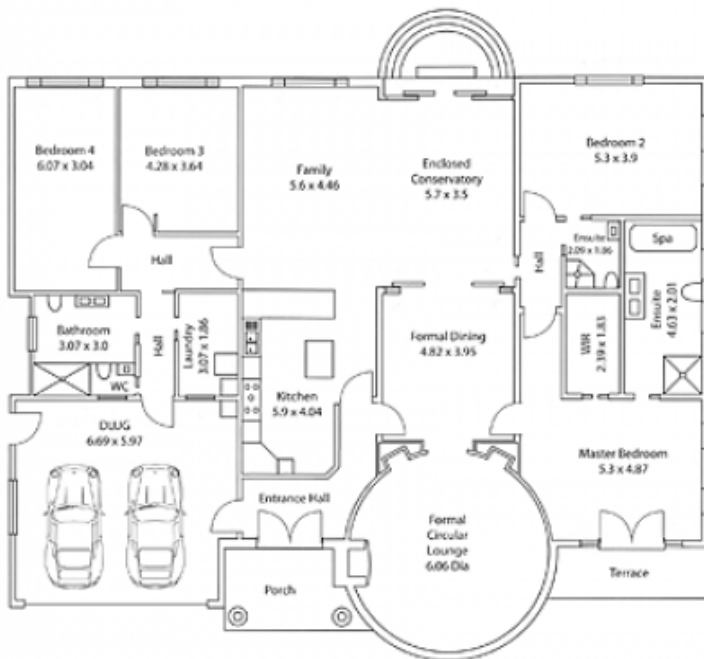 Bedroom 4
6.07 x 3.04
Bedroom 3
4.28 x 3.64
Family
5.6 x 4.46
Enclosed
Conservatory
5.7 x 3.5
Bedroom 2
5.3 x 3.9
Hall
Hall
Ensuite
2.09 x 1.86
Spa
Ensuite
4.63 x 2.01
Bathroom
3.07 x 3.0
Hall
Laundry
3.07 x 1.86
WC
Formal Dining
4.82 x 3.95
WIR
2.39 x 1.83
Kitchen
5.9 x 4.04
DLUG
6.69 x 5.97
Master Bedroom
5.3 x 4.87
Entrance Hall
Formal
Circular
Lounge
6.06 Dia
Porch
Terrace